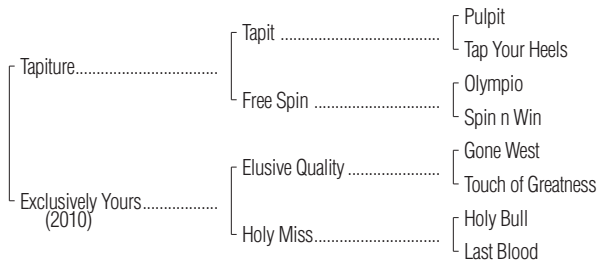 Pulpit
Tapit ..............................
Tap Your Heels
Tapiture...........................
Olympio
Free Spin ........................
Spin n Win
Gone West
Elusive Quality .................
Touch of Greatness
Exclusively Yours..............
(2010)
Holy Bull
Holy Miss........................
Last Blood